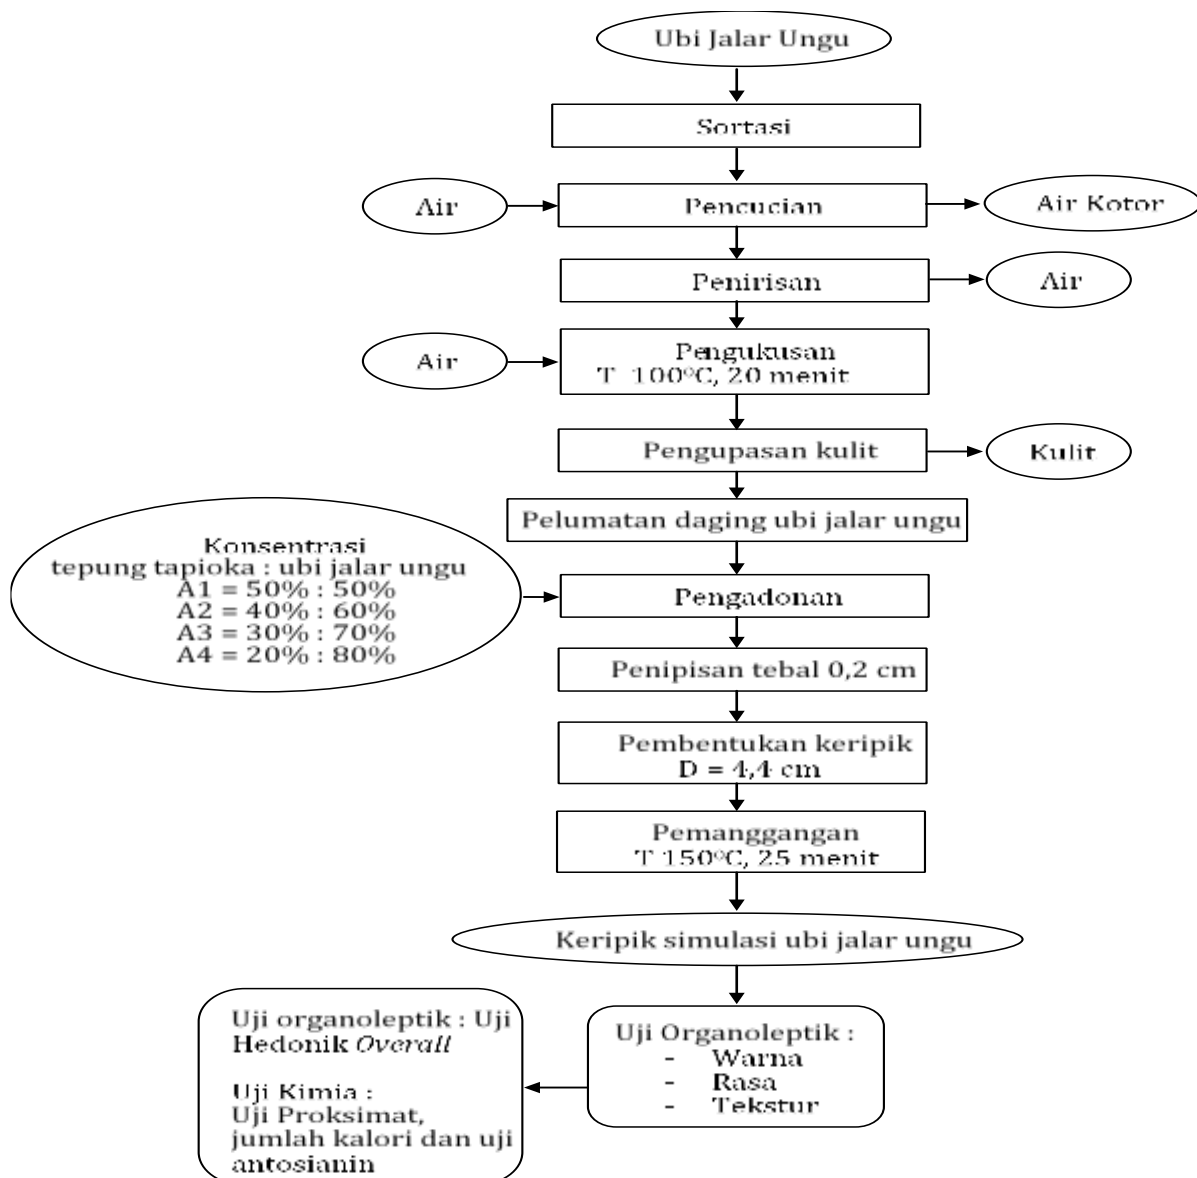 Ubi Jalar Ungu
Sortasi
Air
Pencucian
Air Kotor
Penirisan
Air
Air
Pengukusan
T 100°C, 20 menit
Pengupasan kulit
Kulit
Pelumatan daging ubi jalar ungu
Konsentrasi
tepung tapioka : ubi jalar ungu
A1 = 50% : 50%
A2 = 40% : 60%
A3 = 30% : 70%
A4 = 20% : 80%
Pengadonan
Penipisan tebal 0,2 cm
Pembentukan keripik
D = 4,4 cm
Pemanggangan
T 150°C, 25 menit
Keripik simulasi ubi jalar ungu
Uji Organoleptik :
- Warna
- Rasa
- Tekstur
Uji organoleptik : Uji
Hedonik Overall
Uji Kimia :
Uji Proksimat,
jumlah kalori dan uji
antosianin